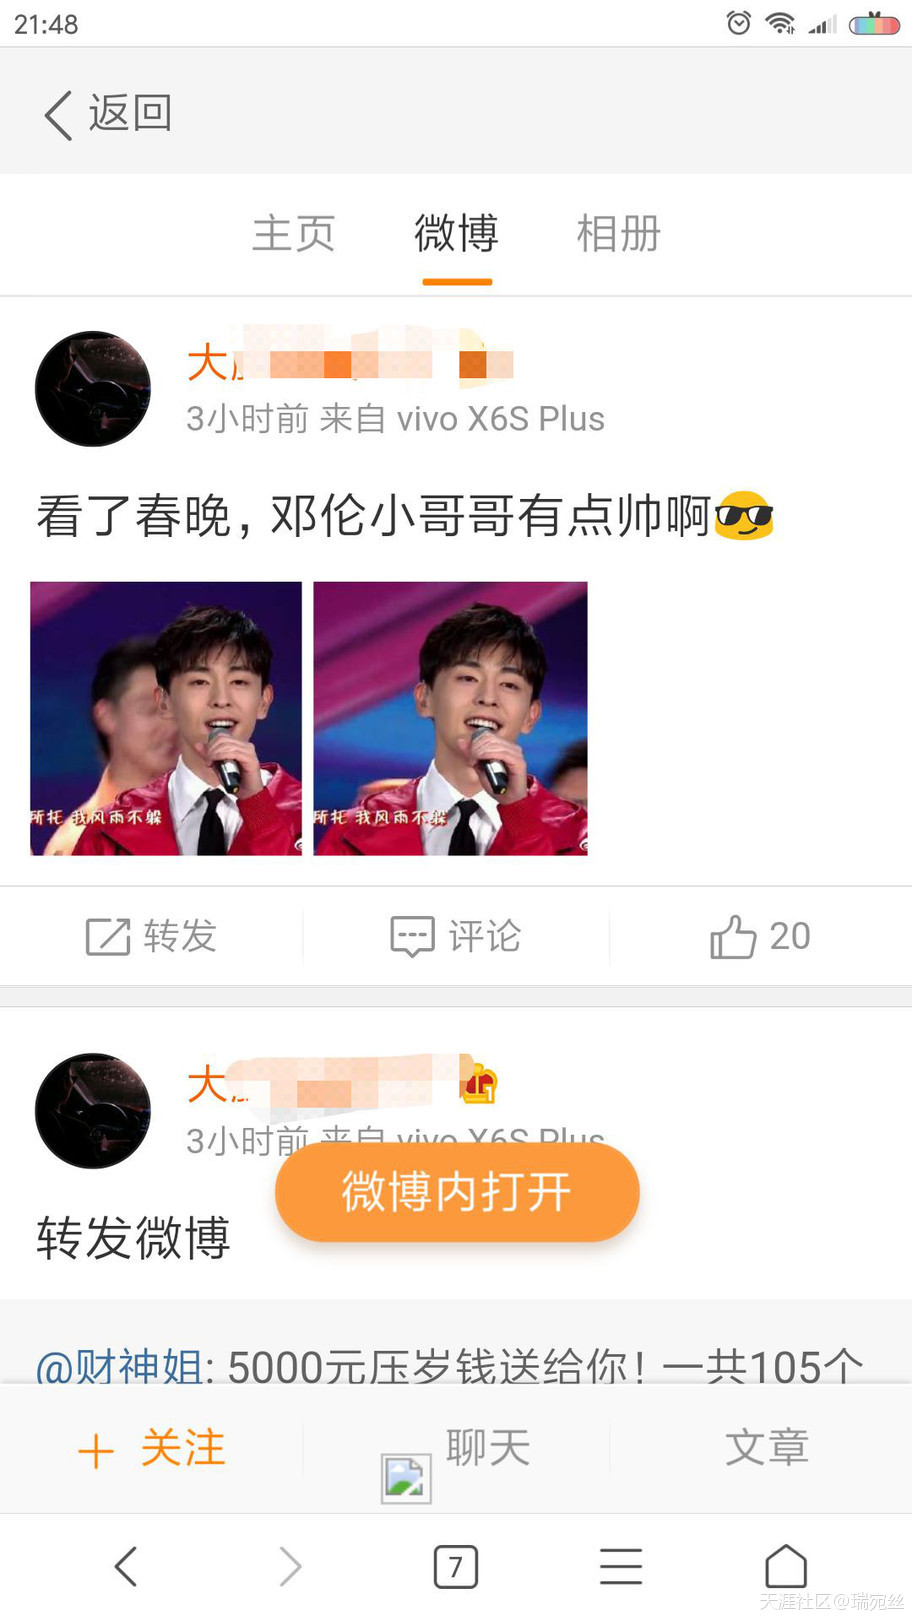 21:48
返回
主页 微博 相册
大
3小时前 来自 vivo X6S Plus
看了春晚，邓伦小哥哥有点帅啊
所托 我风雨不躲
所托 我风雨不躲
转发 评论 20
大
3小时前 来自 vivo X6S Plus
微博内打开
转发微博
@财神姐: 5000元压岁钱送给你！一共105个
+ 关注 聊天 文章
7
天涯社区@瑞宛丝